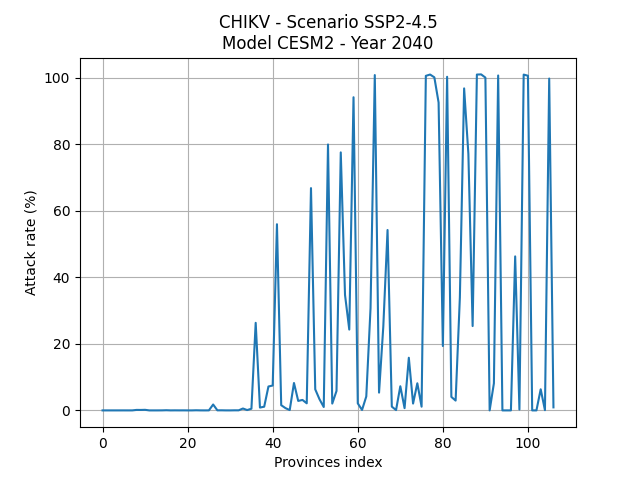 CHIKV - Scenario SSP2-4.5
Model CESM2 - Year 2040
100
80
60
40
20
0
Attack rate (%)
0 20 40 60 80 100
Provinces index